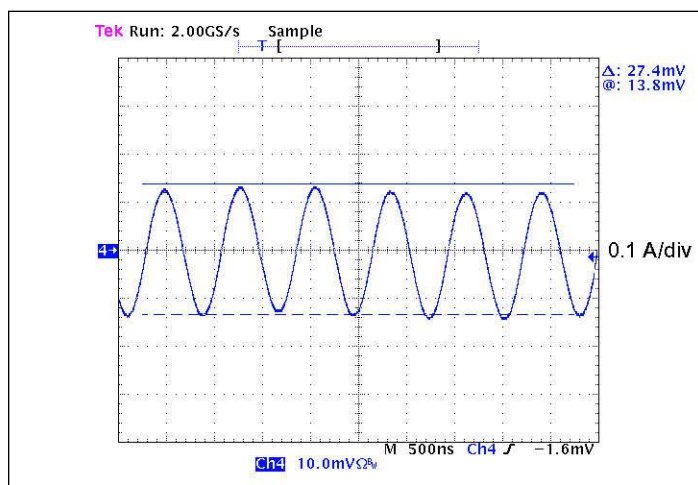 Tek Run: 2.00GS/s Sample
T [ ]
Δ: 27.4mV
@: 13.8mV
4→
0.1 A/div
M 500ns Ch4 ∫ −1.6mV
Ch4 10.0mVΩBw